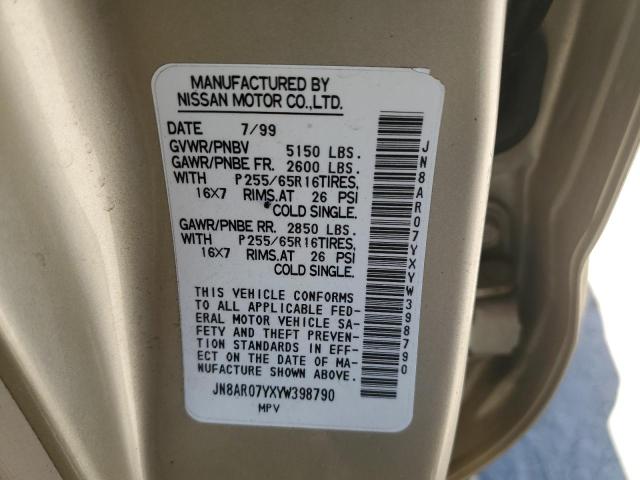 MANUFACTURED BY
NISSAN MOTOR CO.,LTD.
DATE 7/99
GVWR/PNBV 5150 LBS.
GAWR/PNBE FR. 2600 LBS.
WITH P255/65R16TIRES,
16X7 RIMS.AT 26 PSI
COLD SINGLE.
GAWR/PNBE RR. 2850 LBS.
WITH P255/65R16TIRES,
16X7 RIMS.AT 26 PSI
COLD SINGLE.
THIS VEHICLE CONFORMS
TO ALL APPLICABLE FED-
ERAL MOTOR VEHICLE SA-
FETY AND THEFT PREVEN-
TION STANDARDS IN EFF-
ECT ON THE DATE OF MA-
NUFACTURE SHOWN ABOVE.
JN8AR07YXYW398790
MPV
JN8AR07YXYW398790